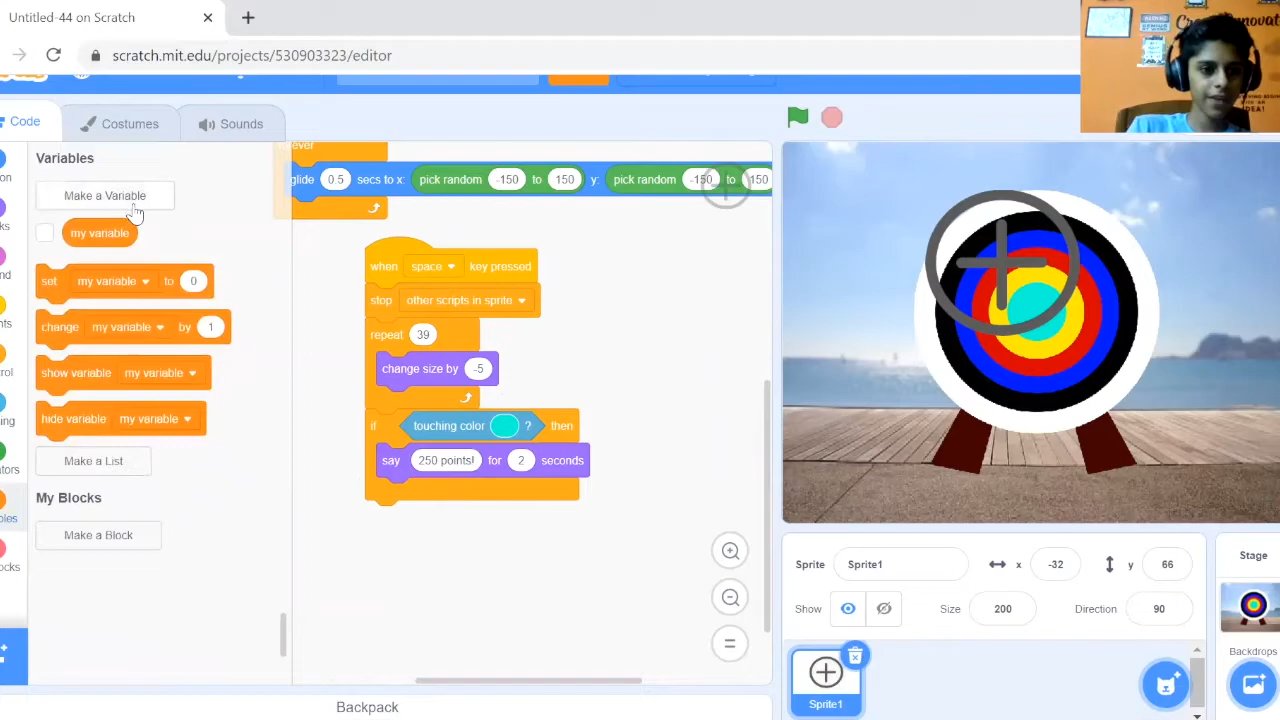 Untitled-44 on Scratch
scratch.mit.edu/projects/530903323/editor
Code
Costumes
Sounds
Variables
Make a Variable
my variable
set my variable to 0
change my variable by 1
show variable my variable
hide variable my variable
Make a List
My Blocks
Make a Block
glide 0.5 secs to x: pick random -150 to 150 y: pick random -150 to 150
when space key pressed
stop other scripts in sprite
repeat 39
change size by -5
if touching color ? then
say 250 points! for 2 seconds
Sprite Sprite1 x -32 y 66
Show Size 200 Direction 90
Sprite1
Stage
Backdrops
Backpack